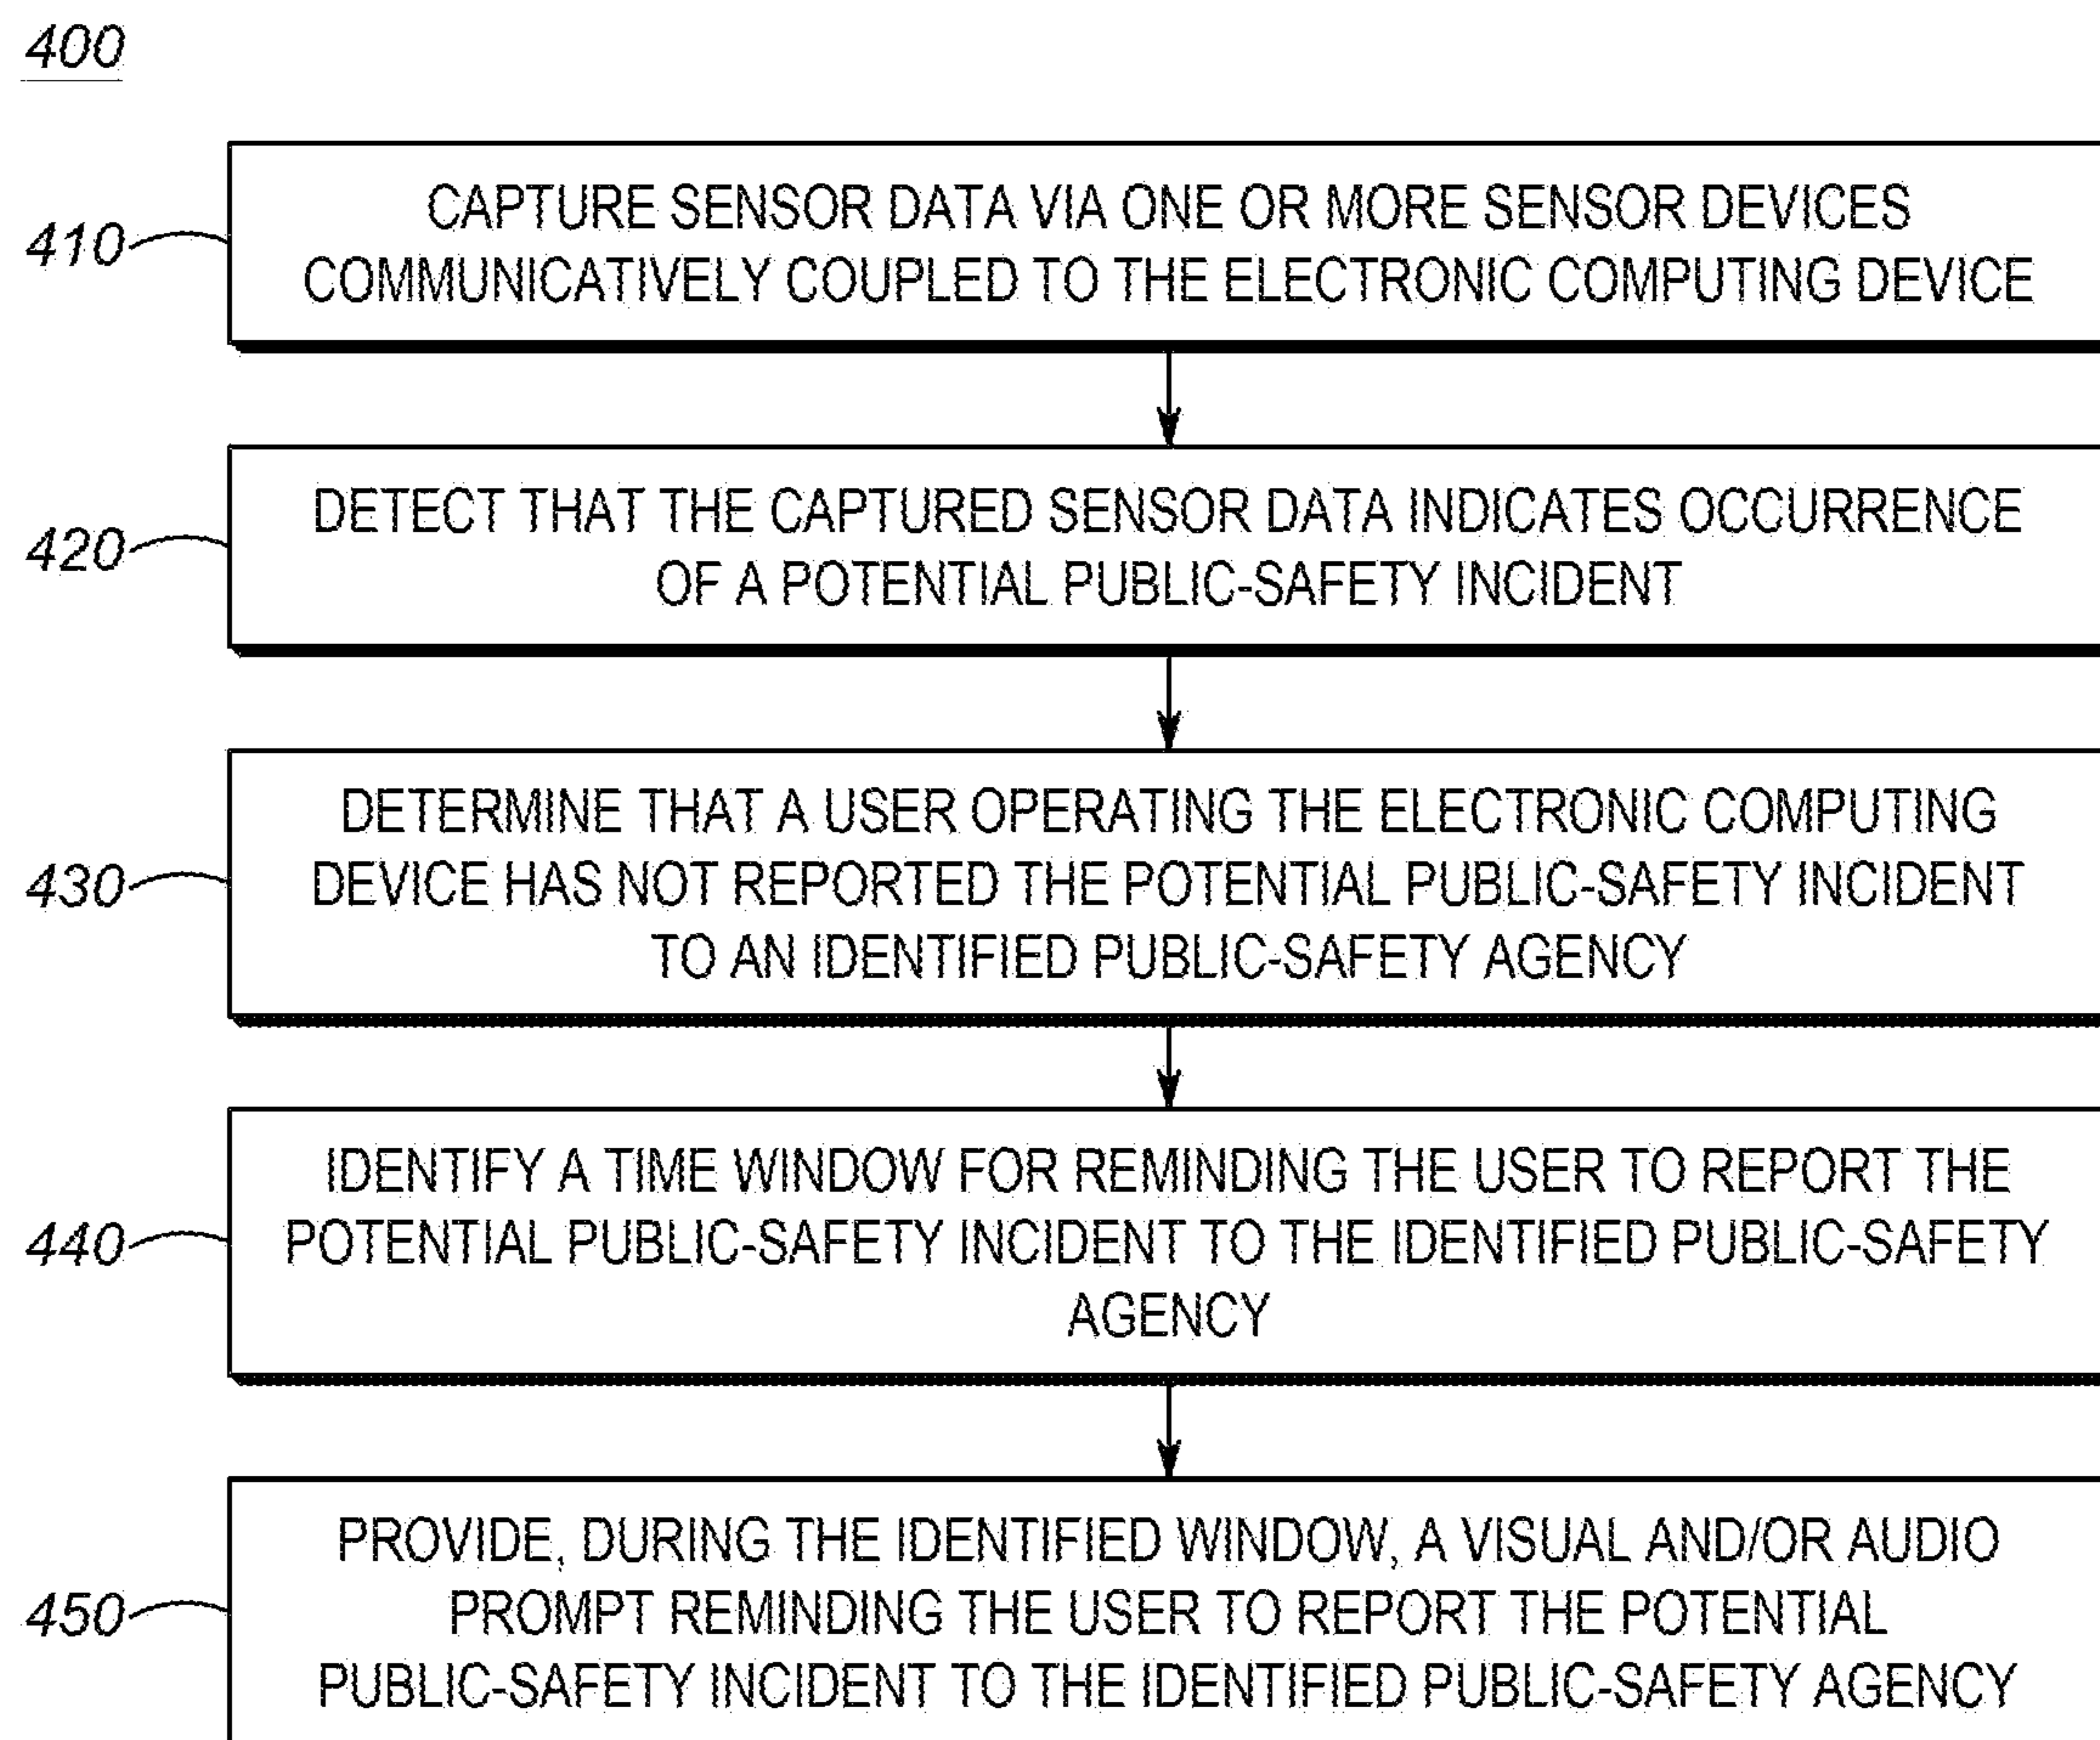 400
410
CAPTURE SENSOR DATA VIA ONE OR MORE SENSOR DEVICES
COMMUNICATIVELY COUPLED TO THE ELECTRONIC COMPUTING DEVICE
420
DETECT THAT THE CAPTURED SENSOR DATA INDICATES OCCURRENCE
OF A POTENTIAL PUBLIC-SAFETY INCIDENT
430
DETERMINE THAT A USER OPERATING THE ELECTRONIC COMPUTING
DEVICE HAS NOT REPORTED THE POTENTIAL PUBLIC-SAFETY INCIDENT
TO AN IDENTIFIED PUBLIC-SAFETY AGENCY
440
IDENTIFY A TIME WINDOW FOR REMINDING THE USER TO REPORT THE
POTENTIAL PUBLIC-SAFETY INCIDENT TO THE IDENTIFIED PUBLIC-SAFETY
AGENCY
450
PROVIDE, DURING THE IDENTIFIED WINDOW, A VISUAL AND/OR AUDIO
PROMPT REMINDING THE USER TO REPORT THE POTENTIAL
PUBLIC-SAFETY INCIDENT TO THE IDENTIFIED PUBLIC-SAFETY AGENCY